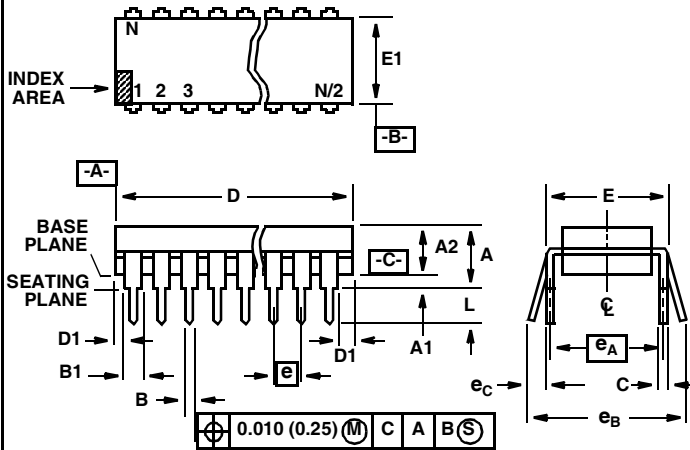 N
INDEX
AREA
1 2 3 N/2
E1
-B-
-A-
D
E
BASE
PLANE
A2
A
-C-
SEATING
PLANE
L
C
L
D1
A1
D1
B1
e
eA
B
eC
C
eB
0.010 (0.25) M C A B S